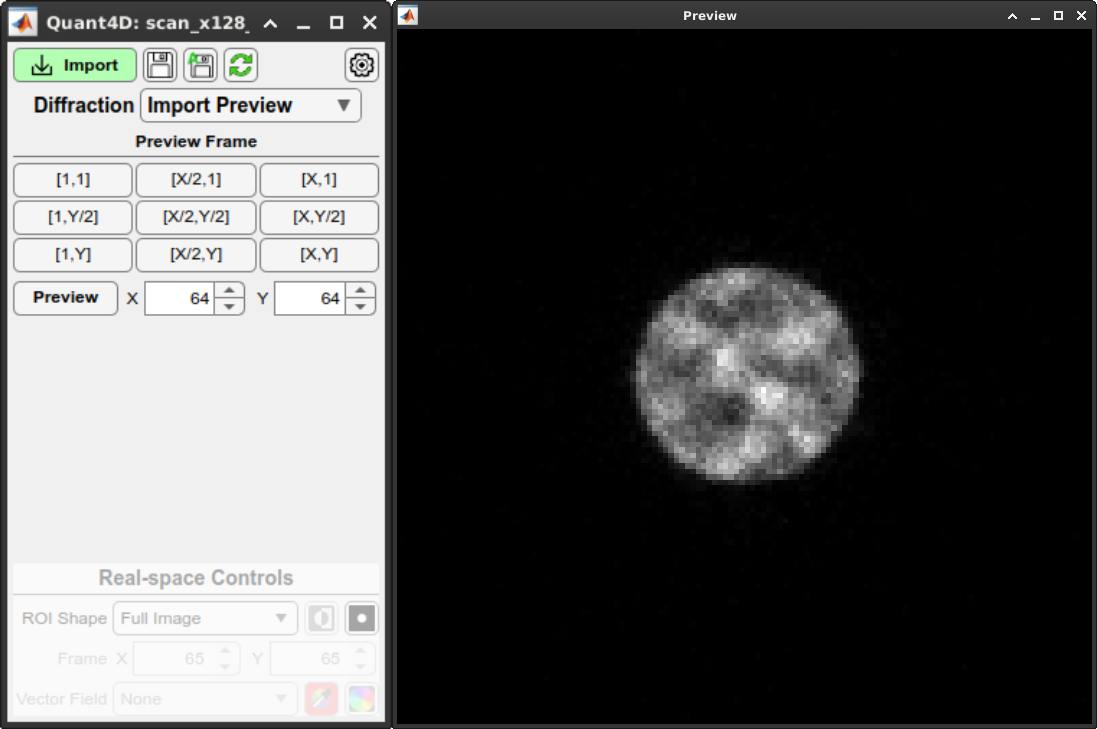 Quant4D: scan_x128_
Preview
Import
Diffraction Import Preview
Preview Frame
[1,1] [X/2,1] [X,1]
[1,Y/2] [X/2,Y/2] [X,Y/2]
[1,Y] [X/2,Y] [X,Y]
Preview X 64 Y 64
Real-space Controls
ROI Shape Full Image
Frame X 65 Y 65
Vector Field None